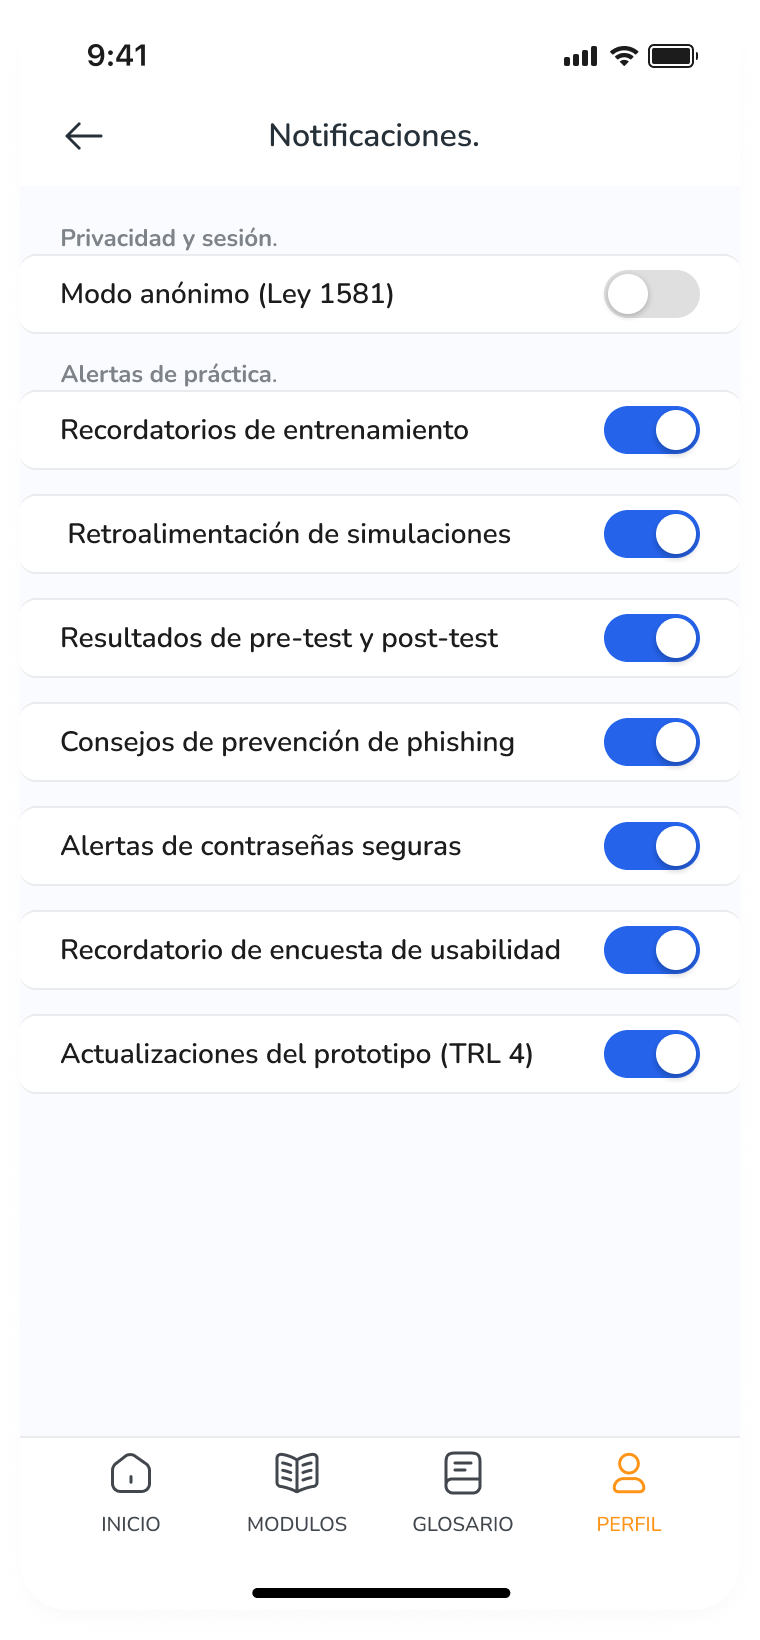 9:41
Notificaciones.
Privacidad y sesión.
Modo anónimo (Ley 1581)
Alertas de práctica.
Recordatorios de entrenamiento
Retroalimentación de simulaciones
Resultados de pre-test y post-test
Consejos de prevención de phishing
Alertas de contraseñas seguras
Recordatorio de encuesta de usabilidad
Actualizaciones del prototipo (TRL 4)
INICIO MODULOS GLOSARIO PERFIL